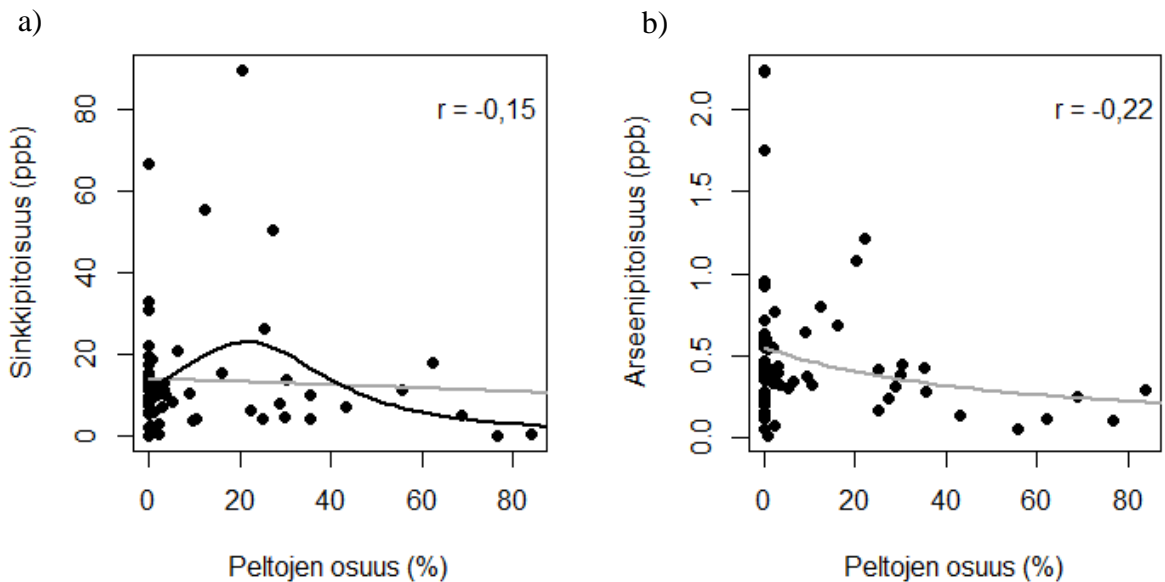 a)
Sinkkipitoisuus (ppb)
0 20 40 60 80
r = -0,15
0 20 40 60 80
Peltojen osuus (%)
b)
Arseenipitoisuus (ppb)
0.0 0.5 1.0 1.5 2.0
r = -0,22
0 20 40 60 80
Peltojen osuus (%)